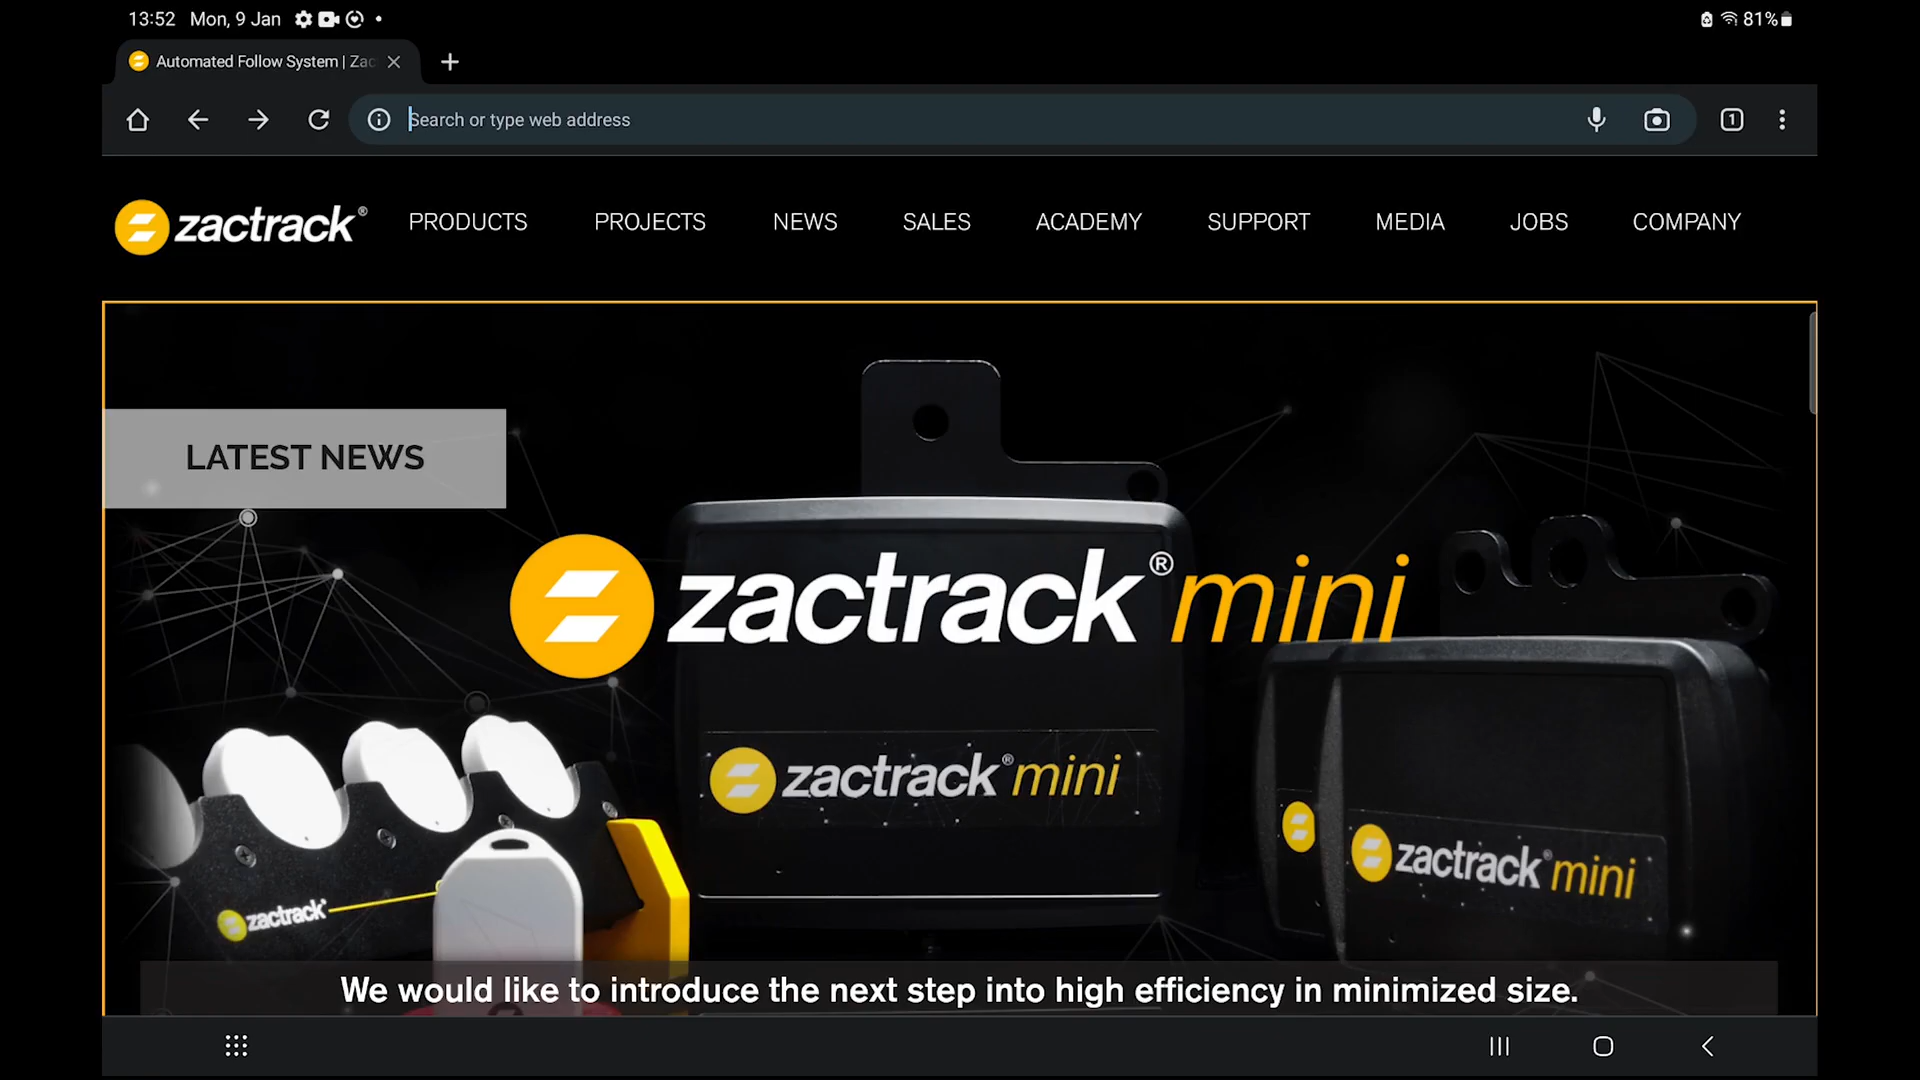 13:52 Mon, 9 Jan 81%
Automated Follow System | Zac
Search or type web address
1
zactrack®
PRODUCTS PROJECTS NEWS SALES ACADEMY SUPPORT MEDIA JOBS COMPANY
LATEST NEWS
zactrack® mini
zactrack® mini
zactrack® mini
zactrack®
We would like to introduce the next step into high efficiency in minimized size.